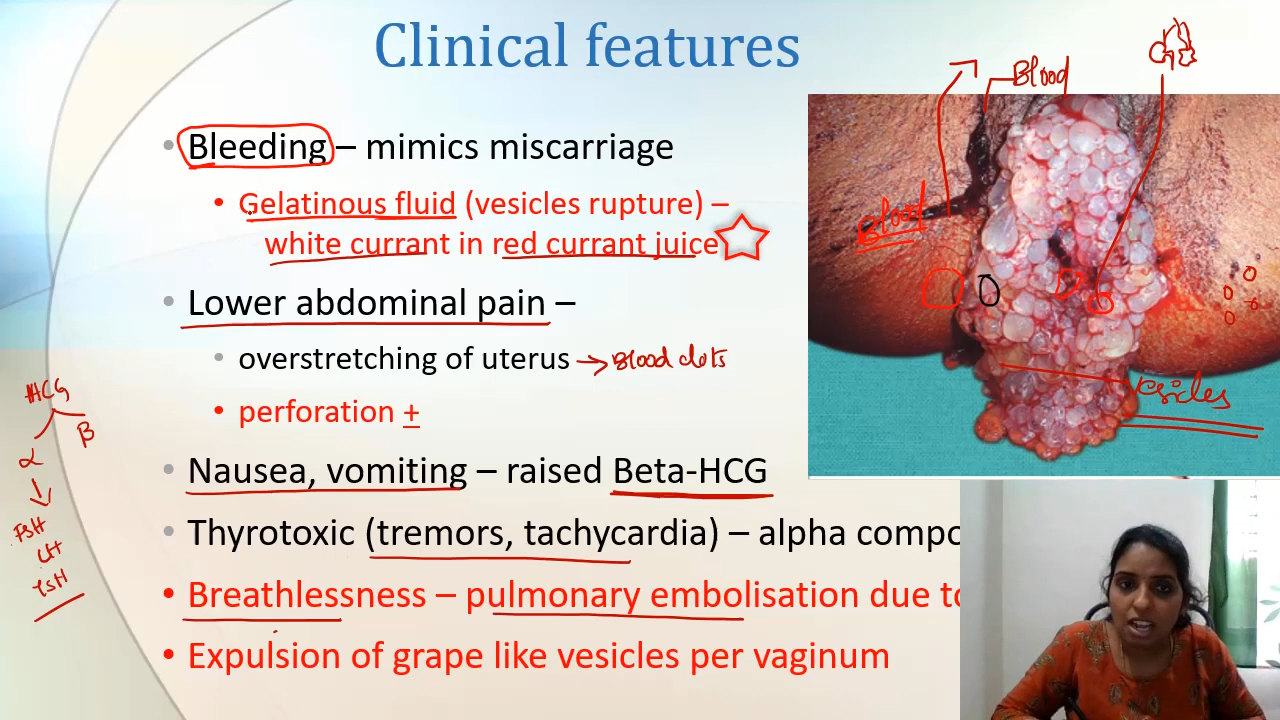 Clinical features
• Bleeding – mimics miscarriage
• Gelatinous fluid (vesicles rupture) –
white currant in red currant juice
• Lower abdominal pain –
• overstretching of uterus → Blood clots
• perforation +
• Nausea, vomiting – raised Beta-HCG
• Thyrotoxic (tremors, tachycardia) – alpha compo
• Breathlessness – pulmonary embolisation due to
• Expulsion of grape like vesicles per vaginum
HCG
α β
FSH
LH
TSH
Blood
Blood
vesicles